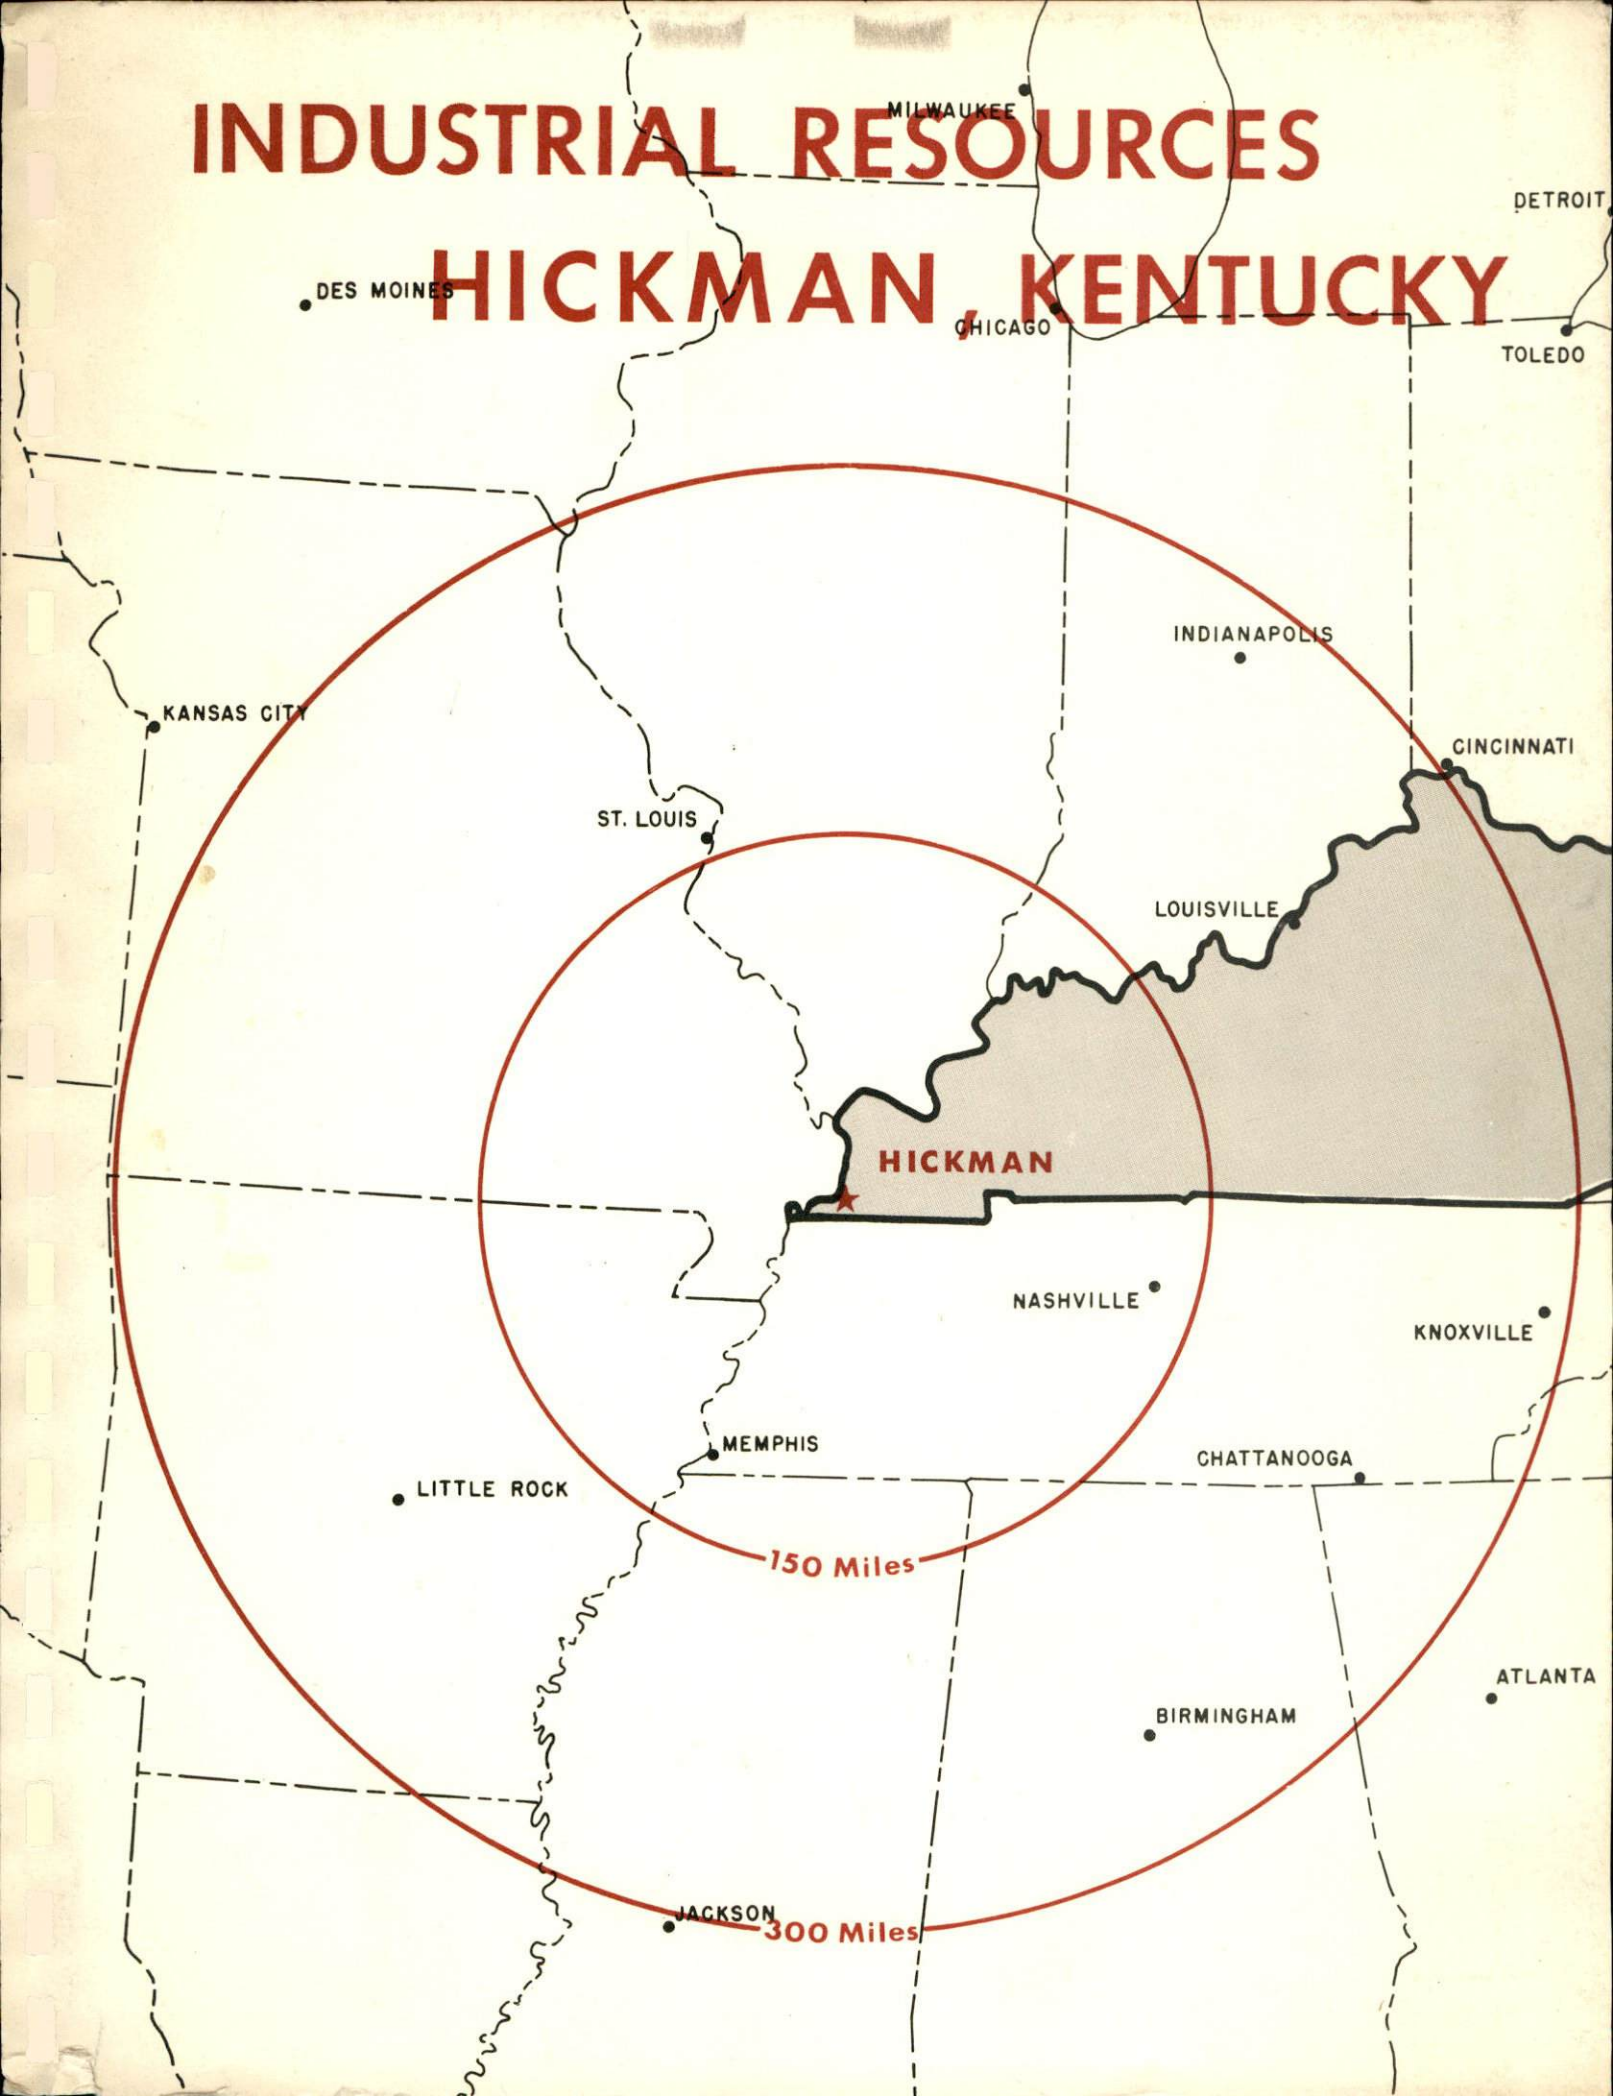 MILWAUKEE
INDUSTRIAL RESOURCES
DETROIT
HICKMAN, KENTUCKY
DES MOINES
CHICAGO
TOLEDO
INDIANAPOLIS
KANSAS CITY
CINCINNATI
ST. LOUIS
LOUISVILLE
HICKMAN
NASHVILLE
KNOXVILLE
MEMPHIS
CHATTANOOGA
LITTLE ROCK
150 Miles
ATLANTA
BIRMINGHAM
JACKSON
300 Miles